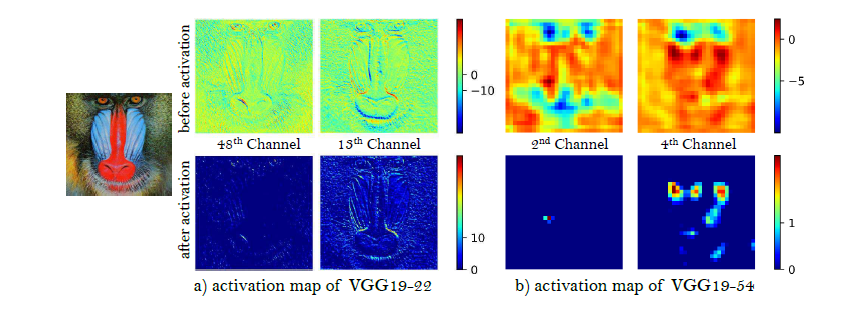 before activation
0
−10
0
−5
48th Channel
13th Channel
2nd Channel
4th Channel
after activation
10
0
1
0
a) activation map of VGG19-22
b) activation map of VGG19-54